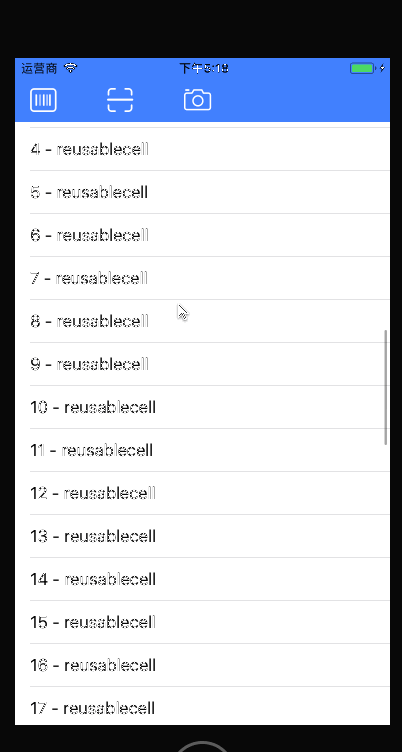 运营商 下午5:18
4 - reusablecell
5 - reusablecell
6 - reusablecell
7 - reusablecell
8 - reusablecell
9 - reusablecell
10 - reusablecell
11 - reusablecell
12 - reusablecell
13 - reusablecell
14 - reusablecell
15 - reusablecell
16 - reusablecell
17 - reusablecell